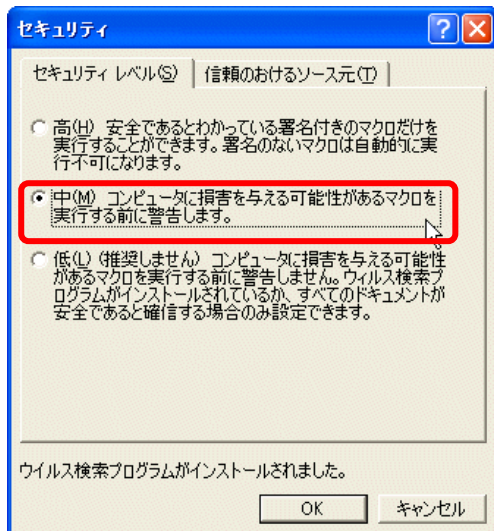 セキュリティ
セキュリティ レベル(S)
信頼のおけるソース元(T)
高(H) 安全であるとわかっている署名付きのマクロだけを
実行することができます。署名のないマクロは自動的に実
行不可になります。
中(M) コンピュータに損害を与える可能性があるマクロを
実行する前に警告します。
低(L) (推奨しません) コンピュータに損害を与える可能性
があるマクロを実行する前に警告しません。ウィルス検索プ
ログラムがインストールされているか、すべてのドキュメントが
安全であると確信する場合のみ設定できます。
ウイルス検索プログラムがインストールされました。
OK
キャンセル